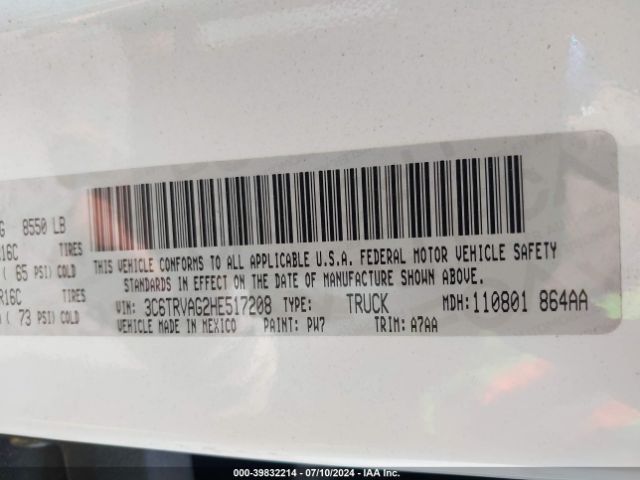 G 8550 LB
16C TIRES
( 65 PSI) COLD
R16C TIRES
( 73 PSI) COLD
THIS VEHICLE CONFORMS TO ALL APPLICABLE U.S.A. FEDERAL MOTOR VEHICLE SAFETY
STANDARDS IN EFFECT ON THE DATE OF MANUFACTURE SHOWN ABOVE.
VIN: 3C6TRVAG2HE517208 TYPE: TRUCK MDH: 110801 864AA
VEHICLE MADE IN MEXICO PAINT: PW7 TRIM: A7AA
000-39832214 - 07/10/2024 - IAA Inc.